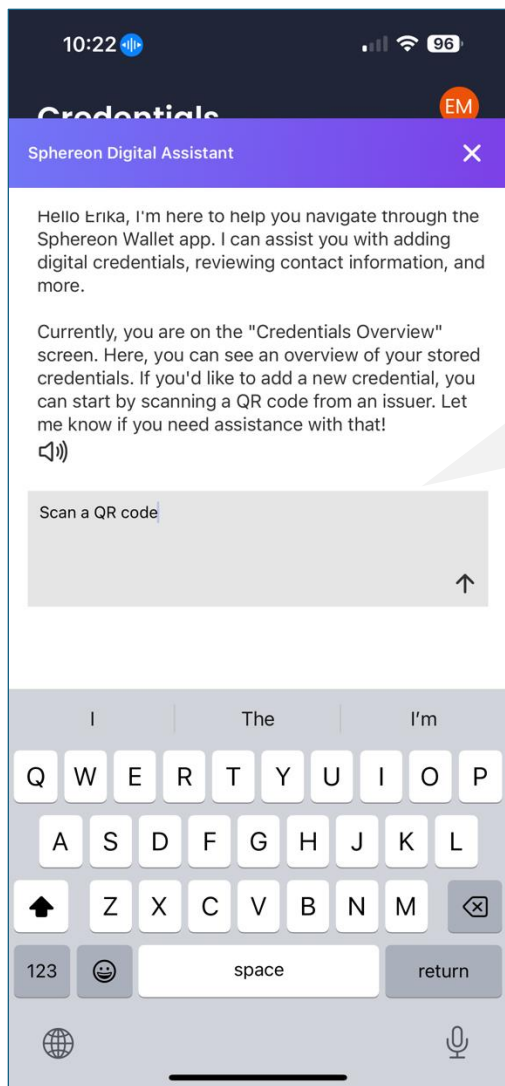 10:22
96
Credentials
EM
Sphereon Digital Assistant
Hello Erika, I'm here to help you navigate through the
Sphereon Wallet app. I can assist you with adding
digital credentials, reviewing contact information, and
more.
Currently, you are on the "Credentials Overview"
screen. Here, you can see an overview of your stored
credentials. If you'd like to add a new credential, you
can start by scanning a QR code from an issuer. Let
me know if you need assistance with that!
Scan a QR code
I The I'm
Q W E R T Y U I O P
A S D F G H J K L
Z X C V B N M
123 space return